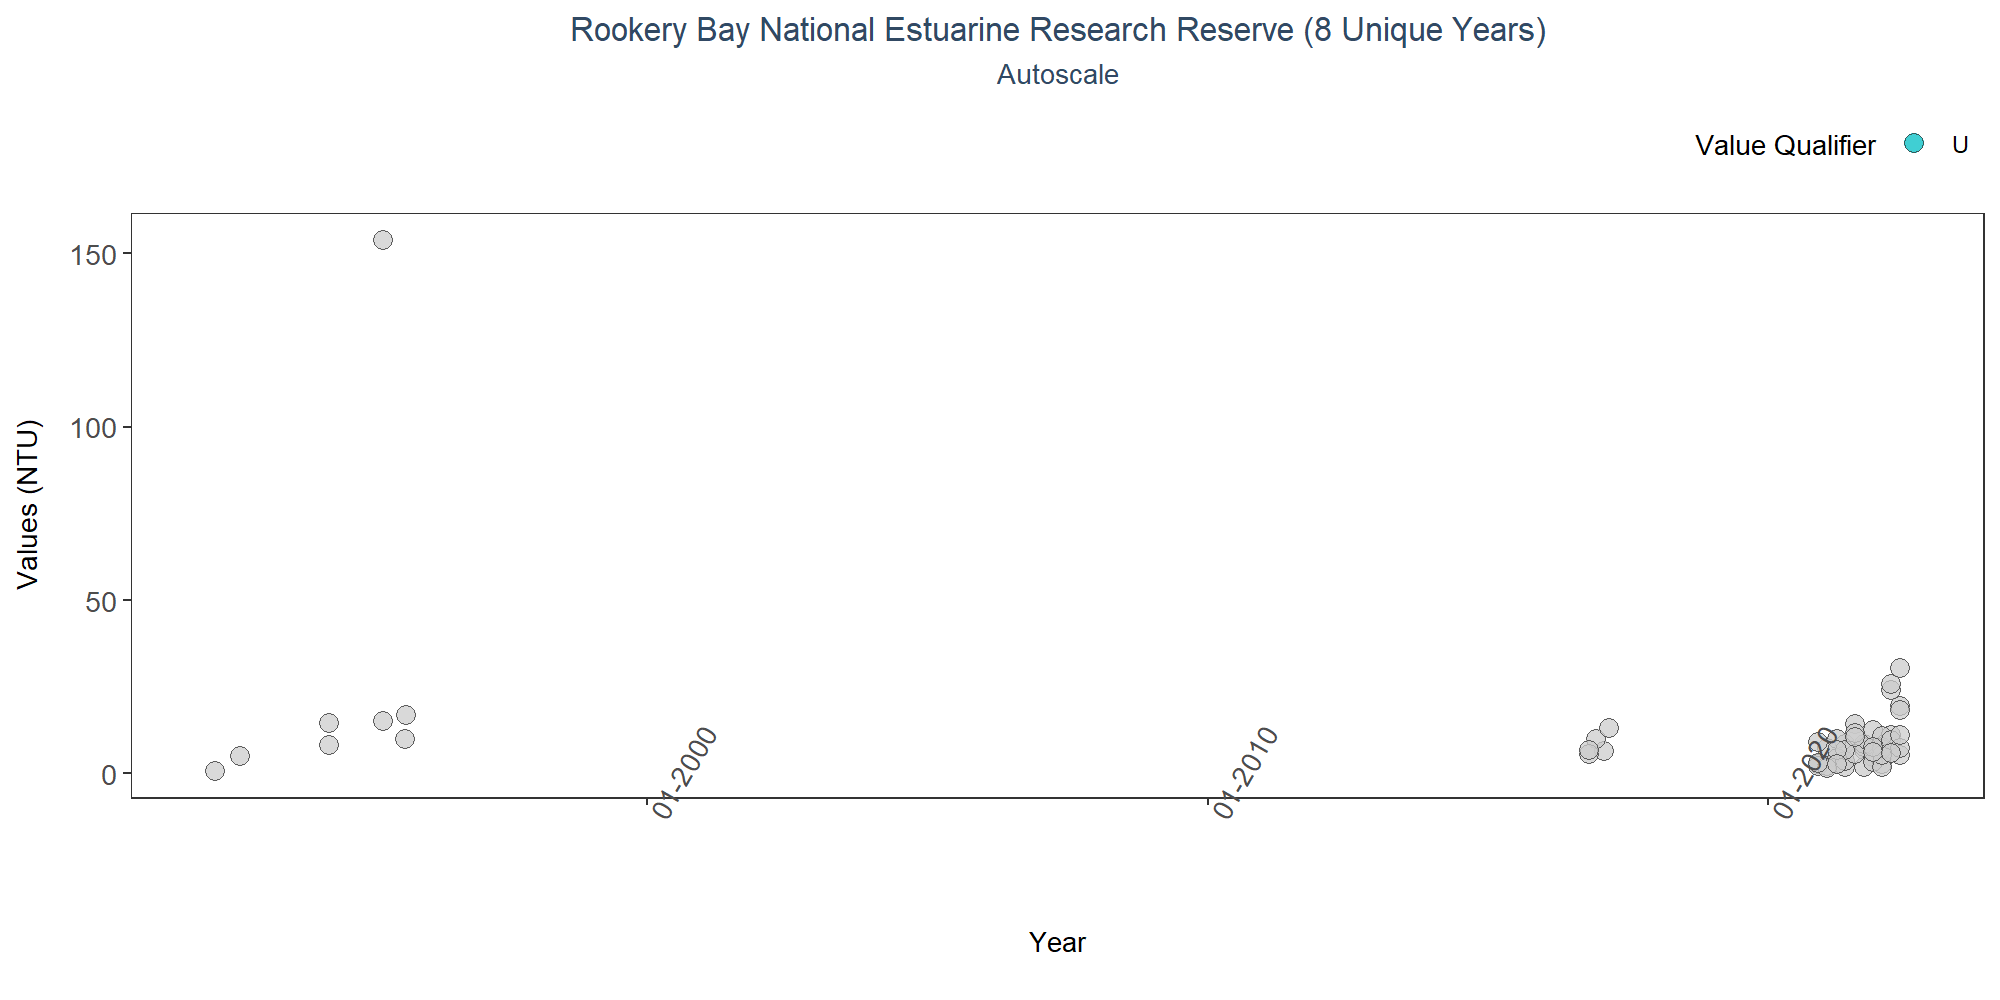 Rookery Bay National Estuarine Research Reserve (8 Unique Years)
Autoscale
Value Qualifier U
150
100
50
0
Values (NTU)
01-2000
01-2010
01-2020
Year